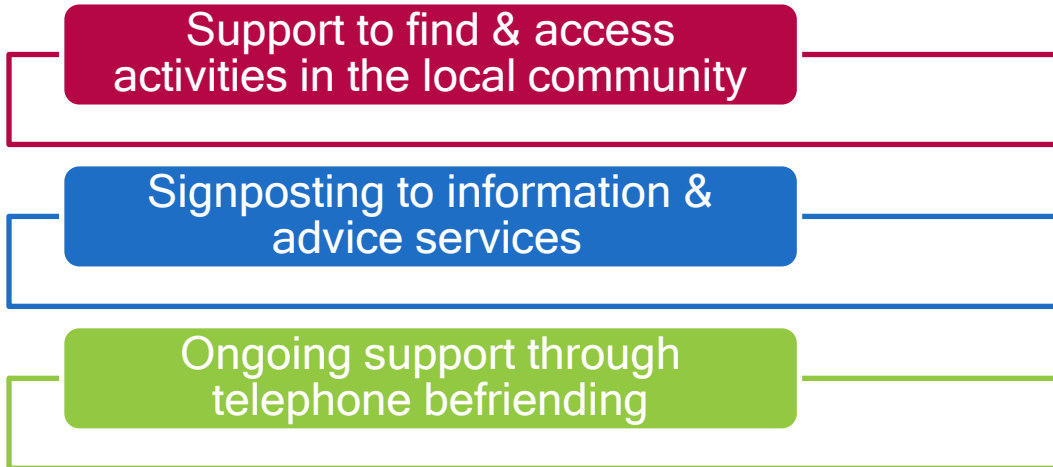 Support to find & access
activities in the local community
Signposting to information &
advice services
Ongoing support through
telephone befriending